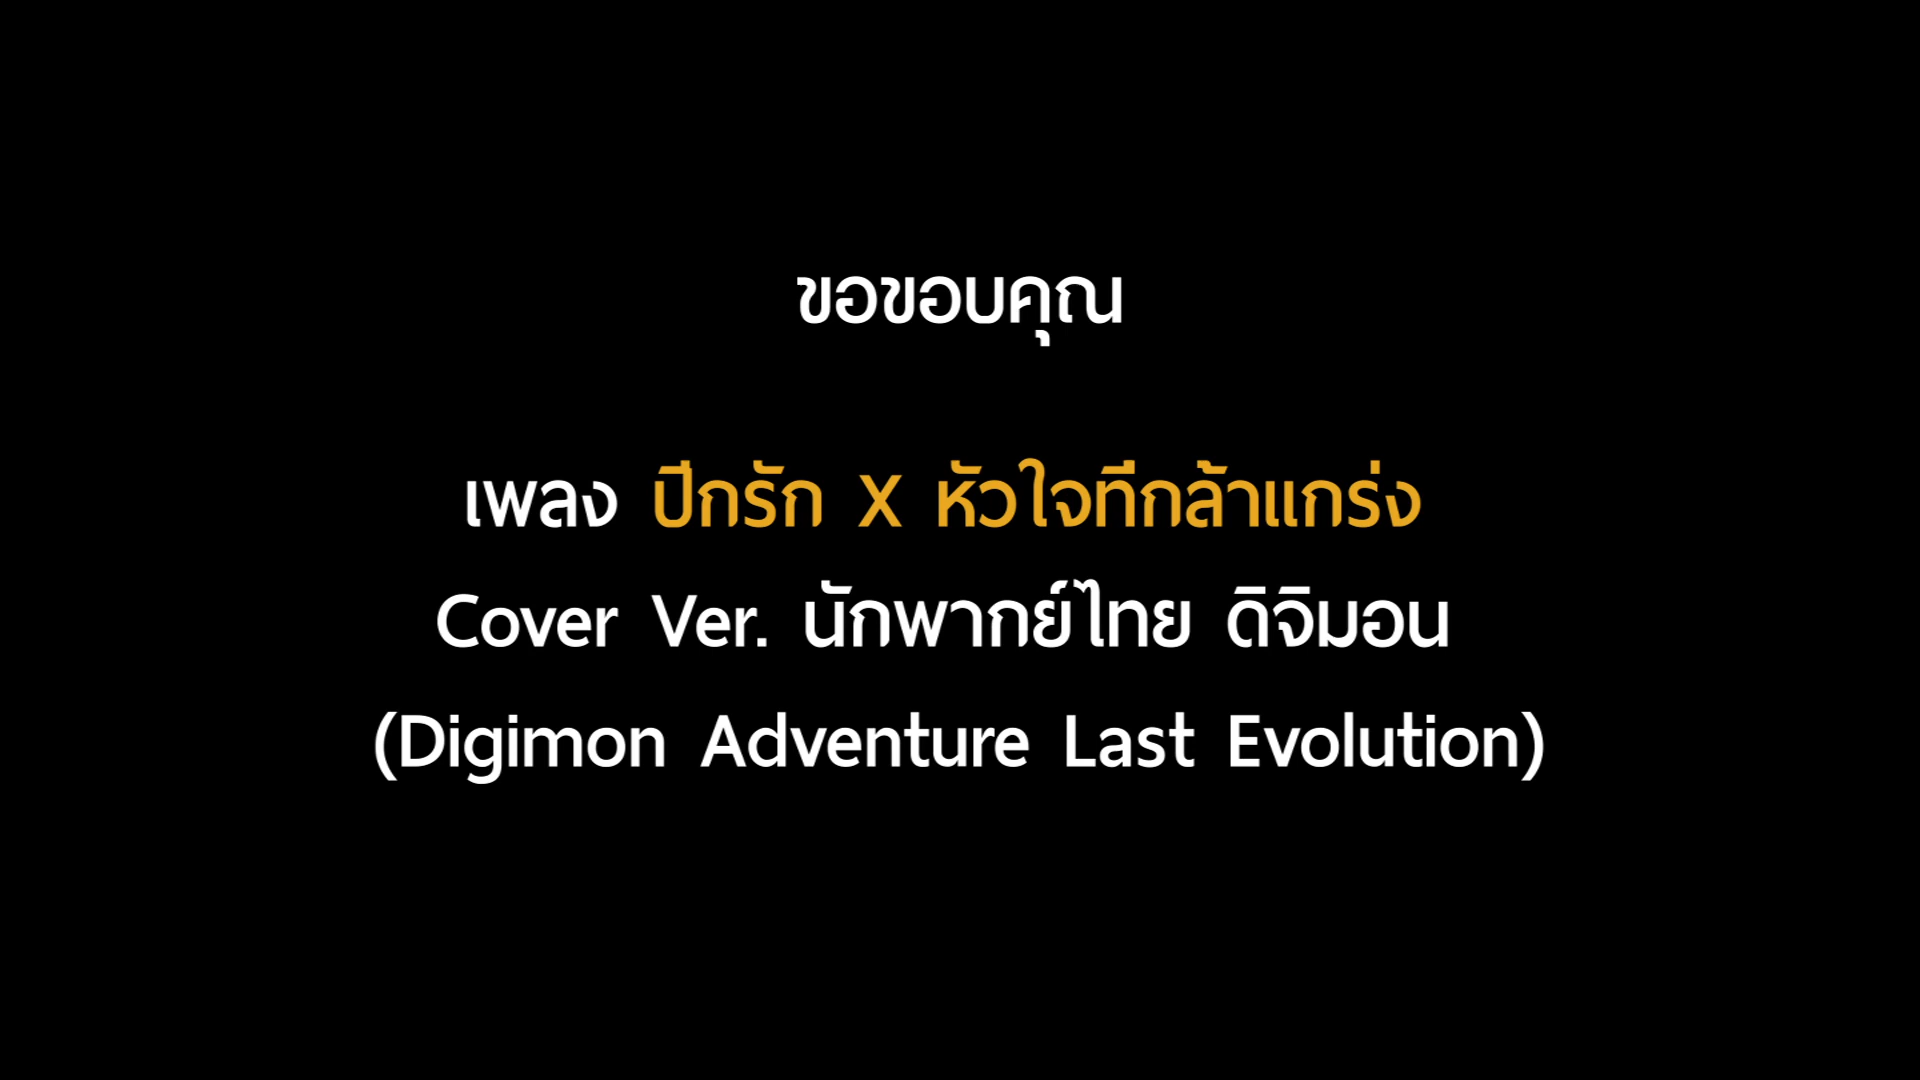 ขอขอบคุณ
เพลง ปีกรัก X หัวใจที่กล้าแกร่ง
Cover Ver. นักพากย์ไทย ดิจิมอน
(Digimon Adventure Last Evolution)